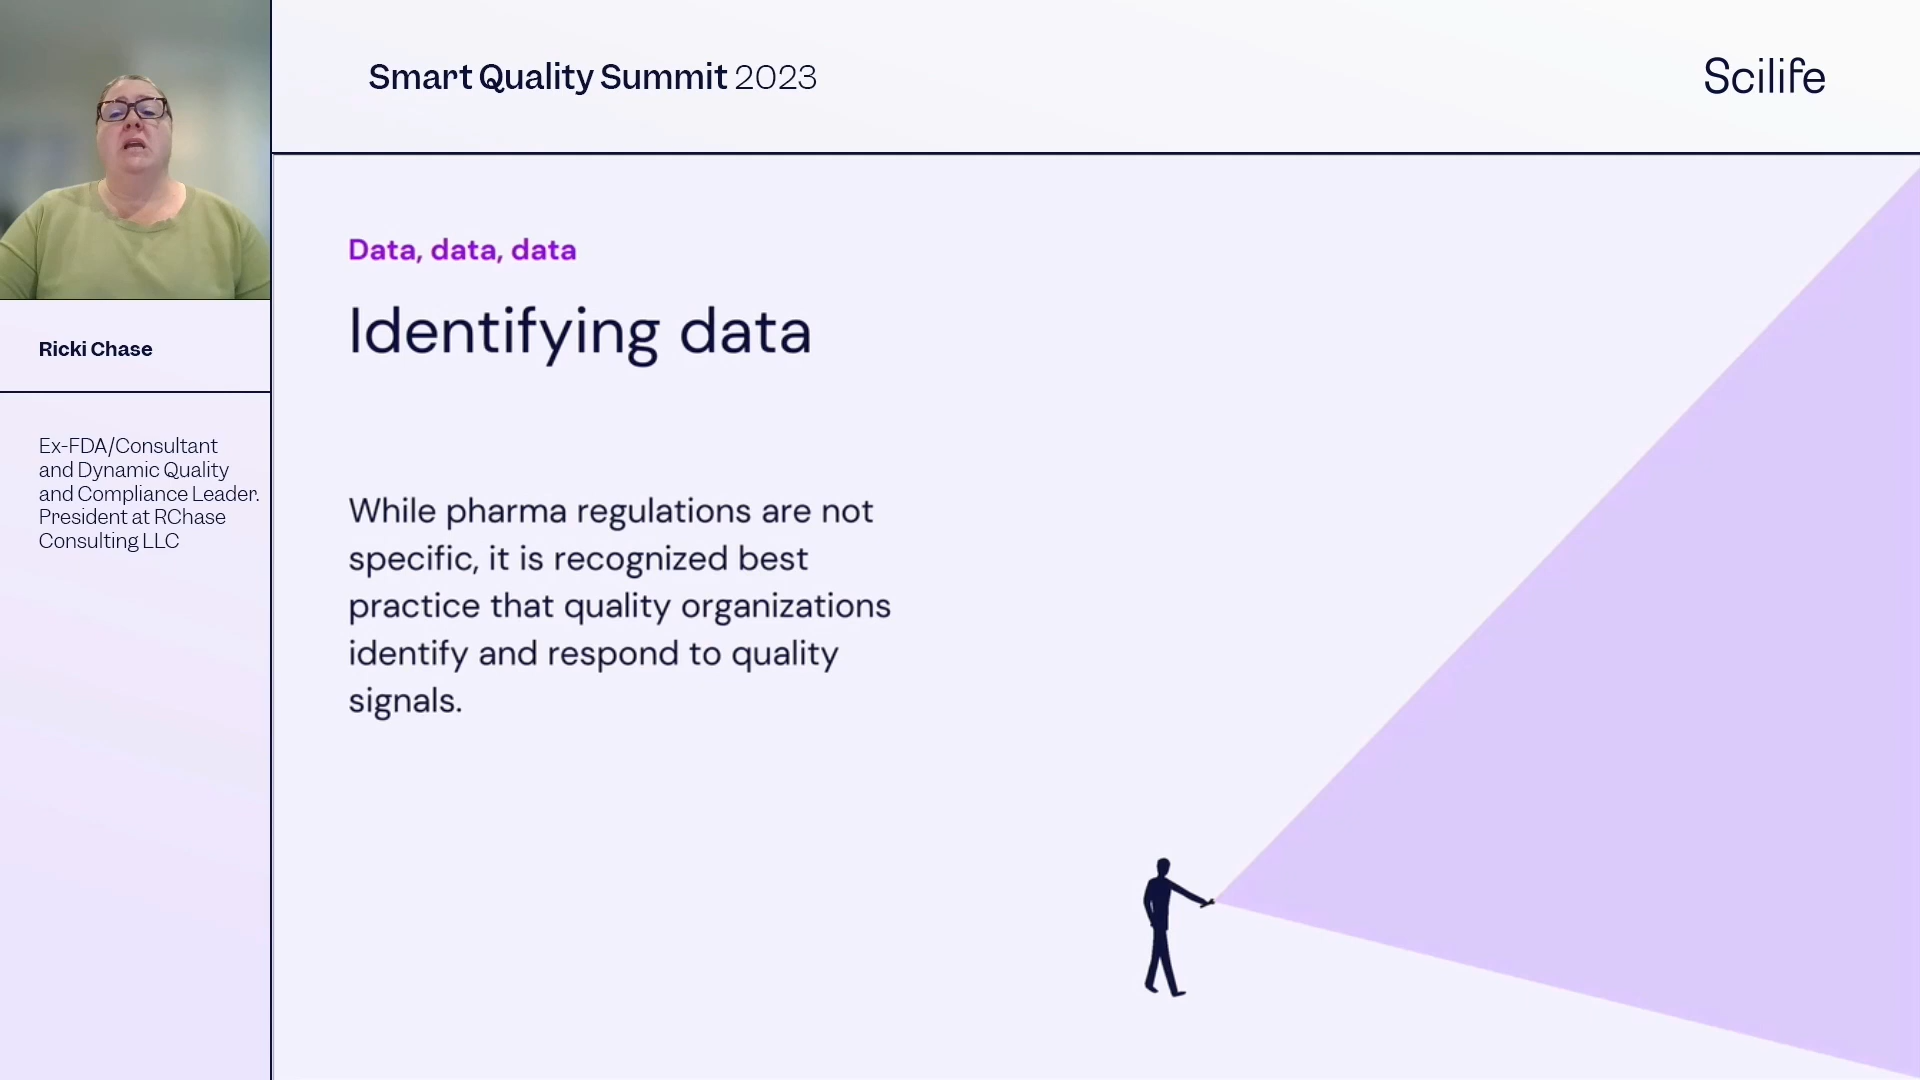 Smart Quality Summit 2023
Scilife
Ricki Chase
Ex-FDA/Consultant
and Dynamic Quality
and Compliance Leader.
President at RChase
Consulting LLC
Data, data, data
Identifying data
While pharma regulations are not
specific, it is recognized best
practice that quality organizations
identify and respond to quality
signals.